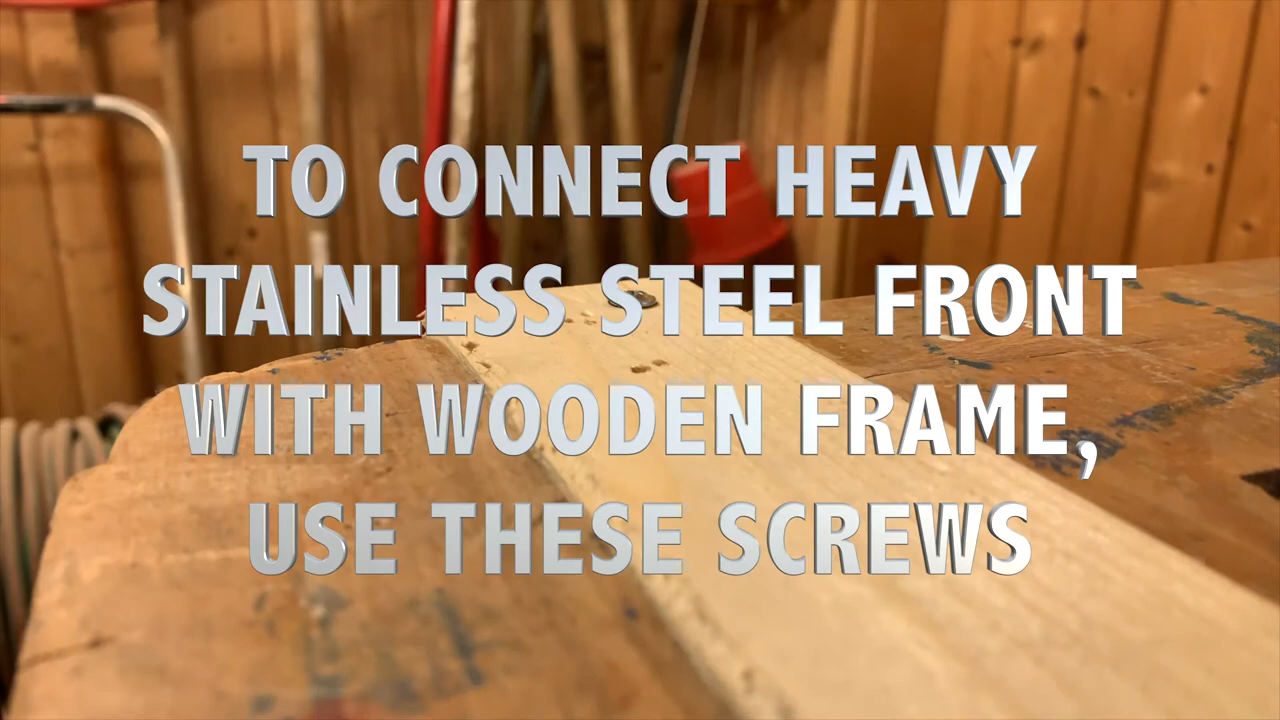 TO CONNECT HEAVY
STAINLESS STEEL FRONT
WITH WOODEN FRAME,
USE THESE SCREWS